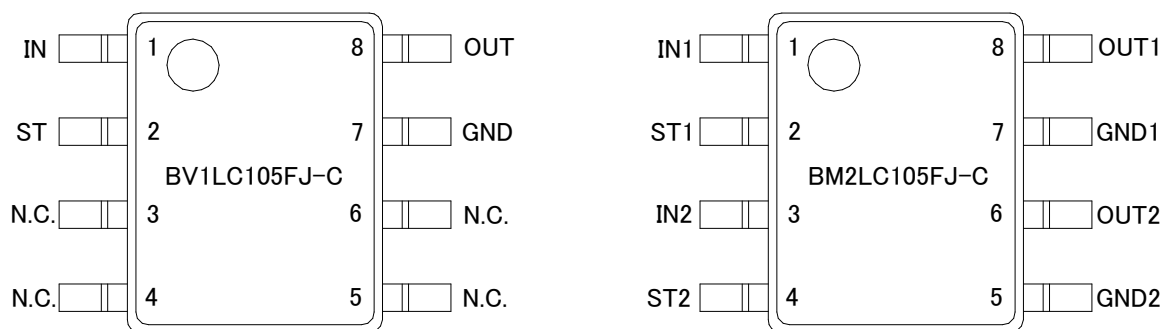 IN 1 8 OUT
ST 2 7 GND
BV1LC105FJ-C
N.C. 3 6 N.C.
N.C. 4 5 N.C.
IN1 1 8 OUT1
ST1 2 7 GND1
BM2LC105FJ-C
IN2 3 6 OUT2
ST2 4 5 GND2